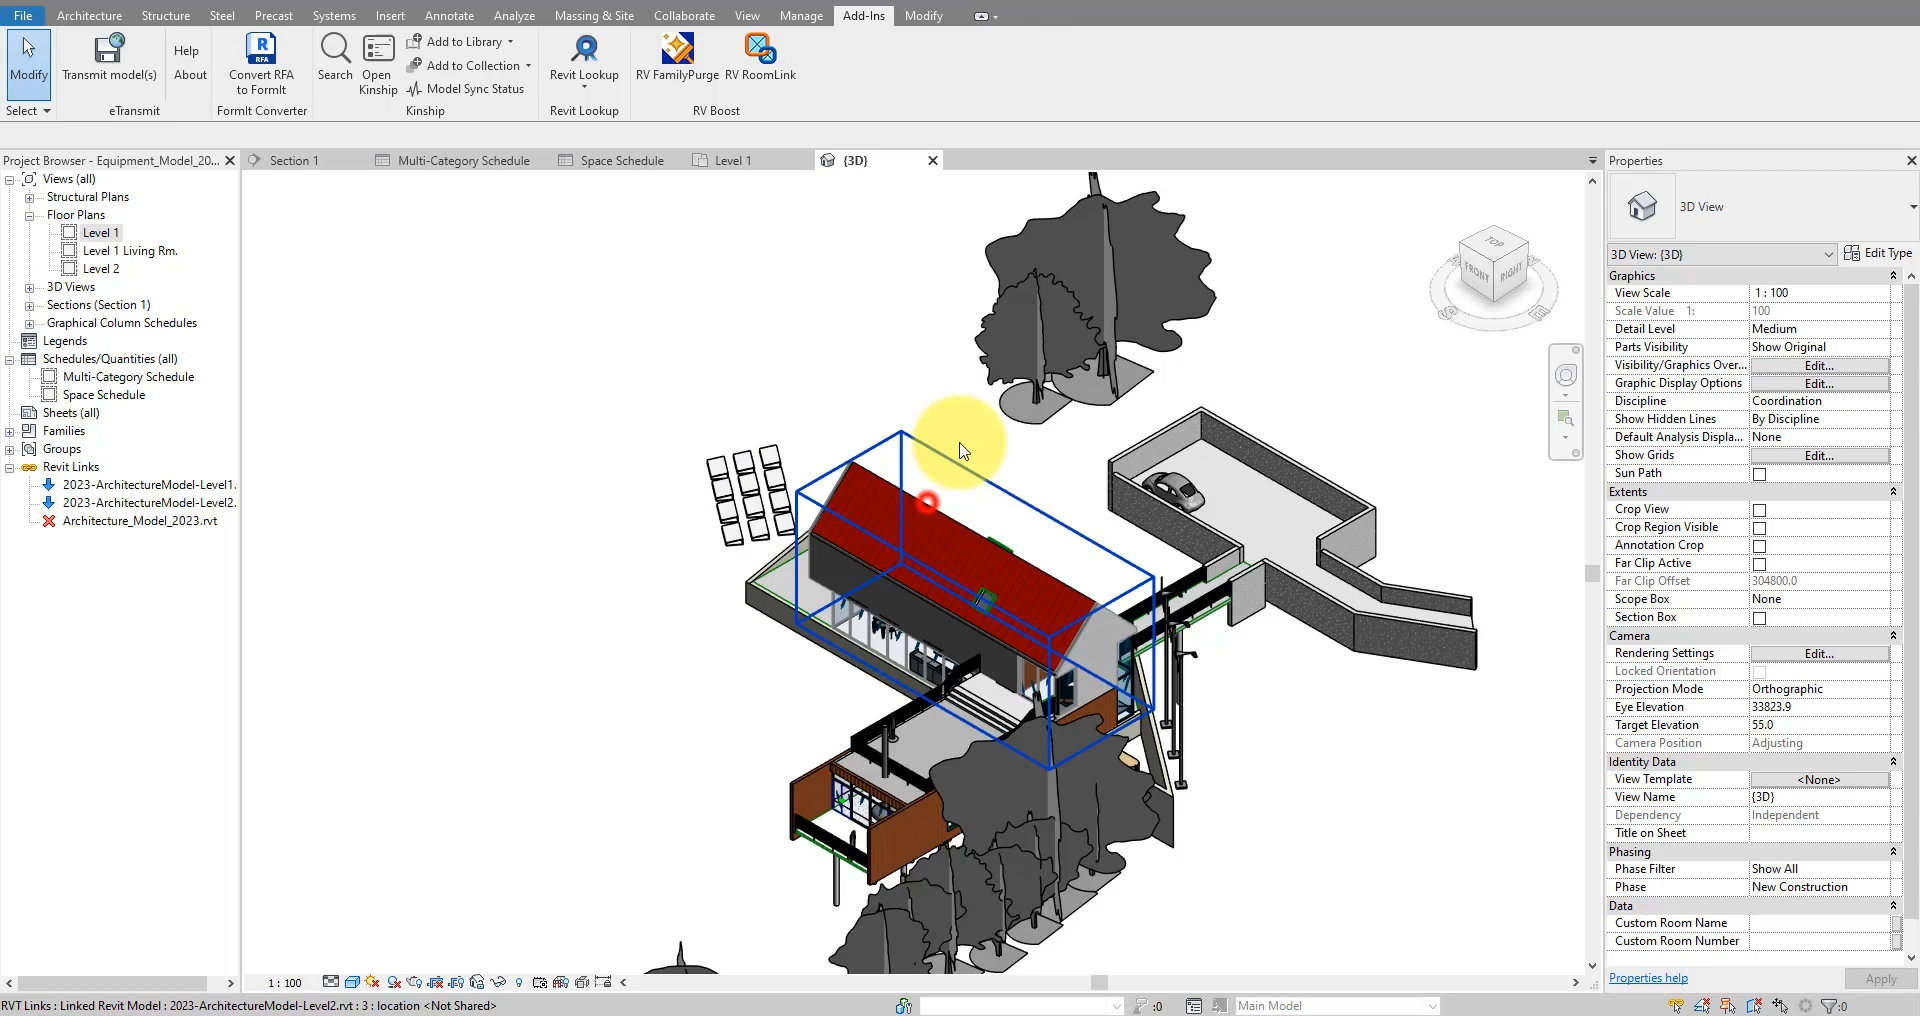 File Architecture Structure Steel Precast Systems Insert Annotate Analyze Massing & Site Collaborate View Manage Add-Ins Modify
Modify
Select
Transmit model(s)
eTransmit
Help
About
Convert RFA
to FormIt
FormIt Converter
Search
Open
Kinship
Add to Library
Add to Collection
Model Sync Status
Kinship
Revit Lookup
Revit Lookup
RV FamilyPurge
RV RoomLink
RV Boost
Project Browser - Equipment_Model_20...
Section 1
Multi-Category Schedule
Space Schedule
Level 1
{3D}
Views (all)
Structural Plans
Floor Plans
Level 1
Level 1 Living Rm.
Level 2
3D Views
Sections (Section 1)
Graphical Column Schedules
Legends
Schedules/Quantities (all)
Multi-Category Schedule
Space Schedule
Sheets (all)
Families
Groups
Revit Links
2023-ArchitectureModel-Level1.
2023-ArchitectureModel-Level2.
Architecture_Model_2023.rvt
TOP
FRONT
RIGHT
Properties
3D View
3D View: {3D}
Edit Type
Graphics
View Scale 1 : 100
Scale Value 1: 100
Detail Level Medium
Parts Visibility Show Original
Visibility/Graphics Over... Edit...
Graphic Display Options Edit...
Discipline Coordination
Show Hidden Lines By Discipline
Default Analysis Displa... None
Show Grids Edit...
Sun Path
Extents
Crop View
Crop Region Visible
Annotation Crop
Far Clip Active
Far Clip Offset 304800.0
Scope Box None
Section Box
Camera
Rendering Settings Edit...
Locked Orientation
Projection Mode Orthographic
Eye Elevation 33823.9
Target Elevation 55.0
Camera Position Adjusting
Identity Data
View Template <None>
View Name {3D}
Dependency Independent
Title on Sheet
Phasing
Phase Filter Show All
Phase New Construction
Data
Custom Room Name
Custom Room Number
Properties help
Apply
1 : 100
RVT Links : Linked Revit Model : 2023-ArchitectureModel-Level2.rvt : 3 : location <Not Shared>
:0
Main Model
:0